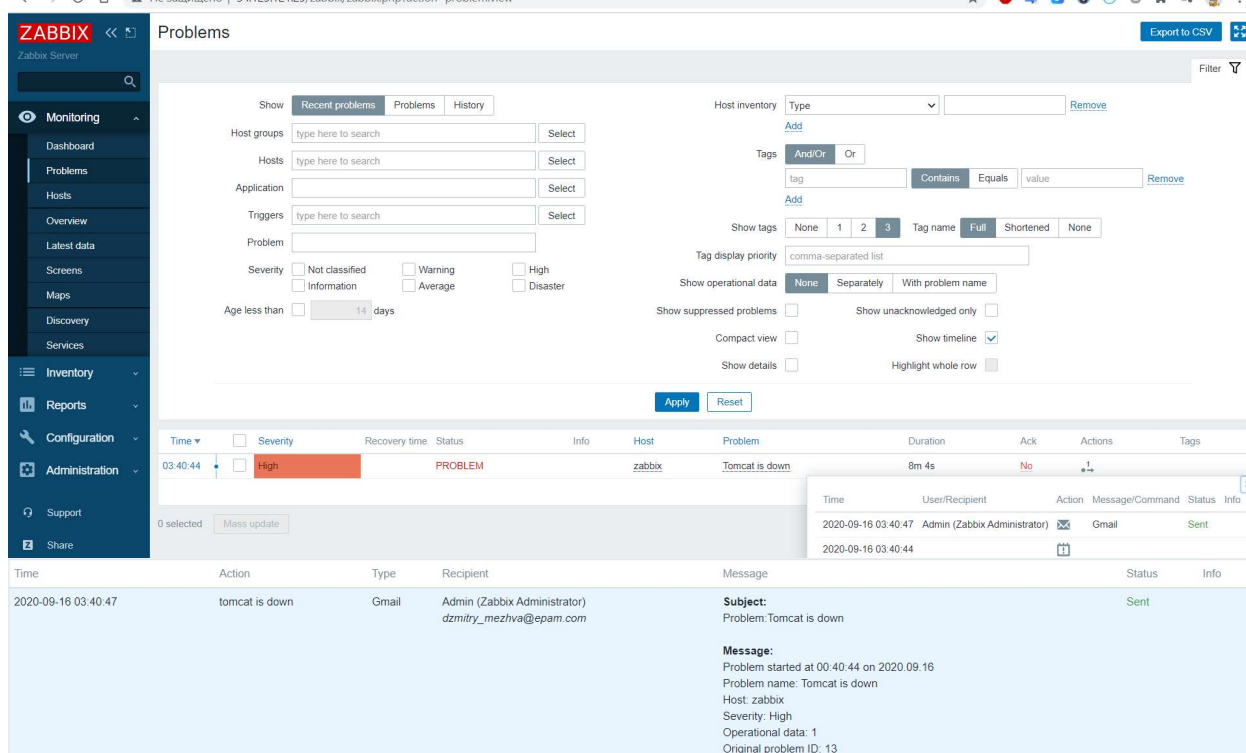 Problems
Export to CSV
ZABBIX
Zabbix Server
Filter
Monitoring
Dashboard
Problems
Hosts
Overview
Latest data
Screens
Maps
Discovery
Services
Inventory
Reports
Configuration
Administration
Support
Share
Show Recent problems Problems History
Host groups type here to search Select
Hosts type here to search Select
Application Select
Triggers type here to search Select
Problem
Severity Not classified Warning High
Information Average Disaster
Age less than 14 days
Host inventory Type Remove
Add
Tags And/Or Or
tag Contains Equals value Remove
Add
Show tags None 1 2 3 Tag name Full Shortened None
Tag display priority comma-separated list
Show operational data None Separately With problem name
Show suppressed problems Show unacknowledged only
Compact view Show timeline
Show details Highlight whole row
Apply Reset
Time Severity Recovery time Status Info Host Problem Duration Ack Actions Tags
03:40:44 High PROBLEM zabbix Tomcat is down 8m 4s No 1
0 selected Mass update
Time User/Recipient Action Message/Command Status Info
2020-09-16 03:40:47 Admin (Zabbix Administrator) Gmail Sent
2020-09-16 03:40:44
Time Action Type Recipient Message Status Info
2020-09-16 03:40:47 tomcat is down Gmail Admin (Zabbix Administrator) Subject: Sent
dzmitry_mezhva@epam.com Problem:Tomcat is down
Message:
Problem started at 00:40:44 on 2020.09.16
Problem name: Tomcat is down
Host: zabbix
Severity: High
Operational data: 1
Original problem ID: 13